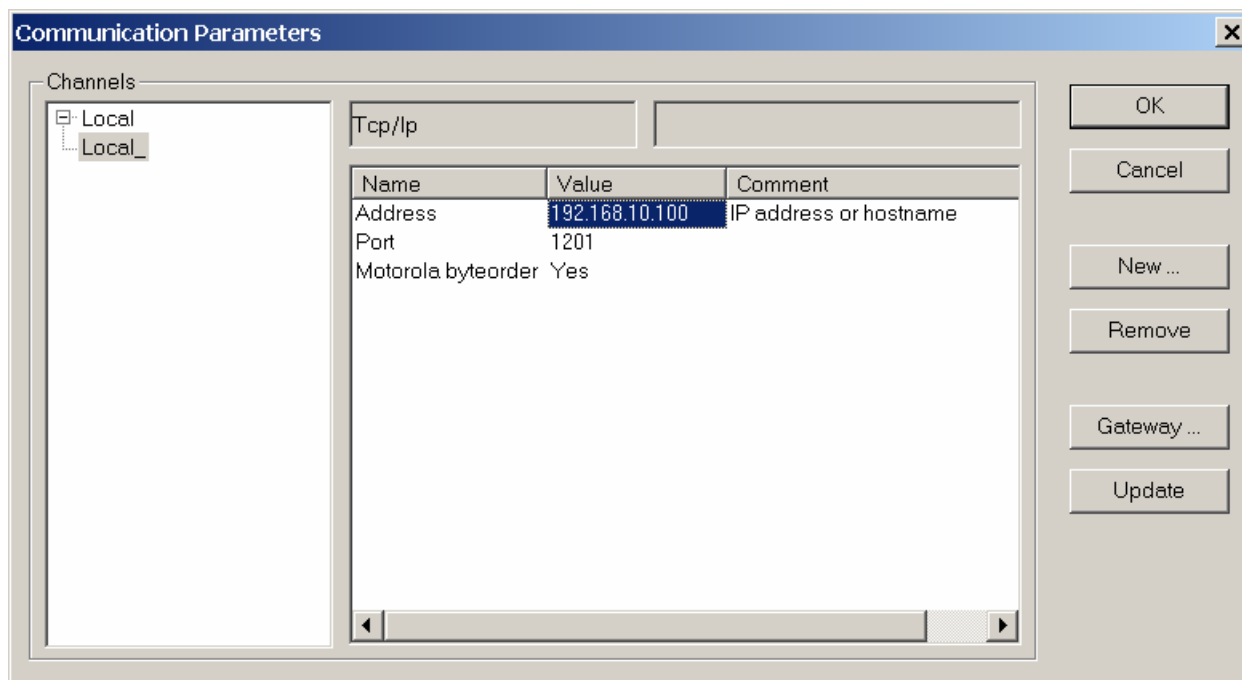 Communication Parameters
Channels
Local
Local_
Tcp/Ip
Name Value Comment
Address 192.168.10.100 IP address or hostname
Port 1201
Motorola byteorder Yes
OK
Cancel
New ...
Remove
Gateway ...
Update